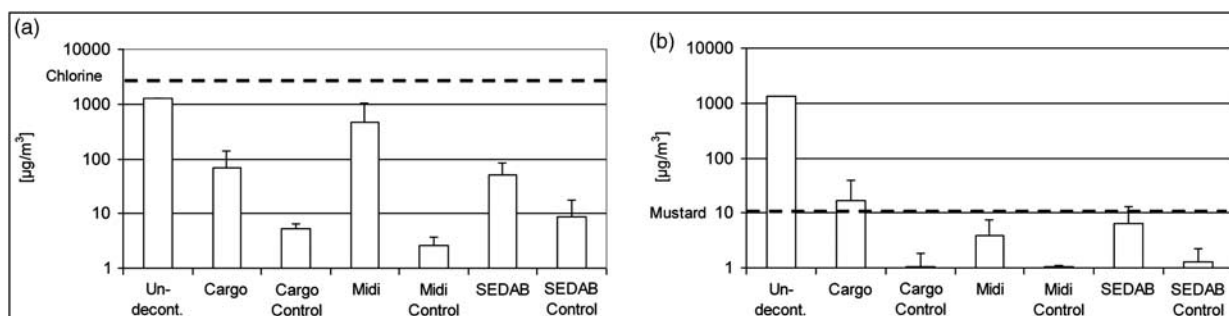 (a)
10000
Chlorine
1000
100
10
1
[µg/m³]
Un-
decont.
Cargo
Cargo
Control
Midi
Midi
Control
SEDAB
SEDAB
Control
(b)
10000
1000
100
Mustard
10
1
[µg/m³]
Un-
decont.
Cargo
Cargo
Control
Midi
Midi
Control
SEDAB
SEDAB
Control